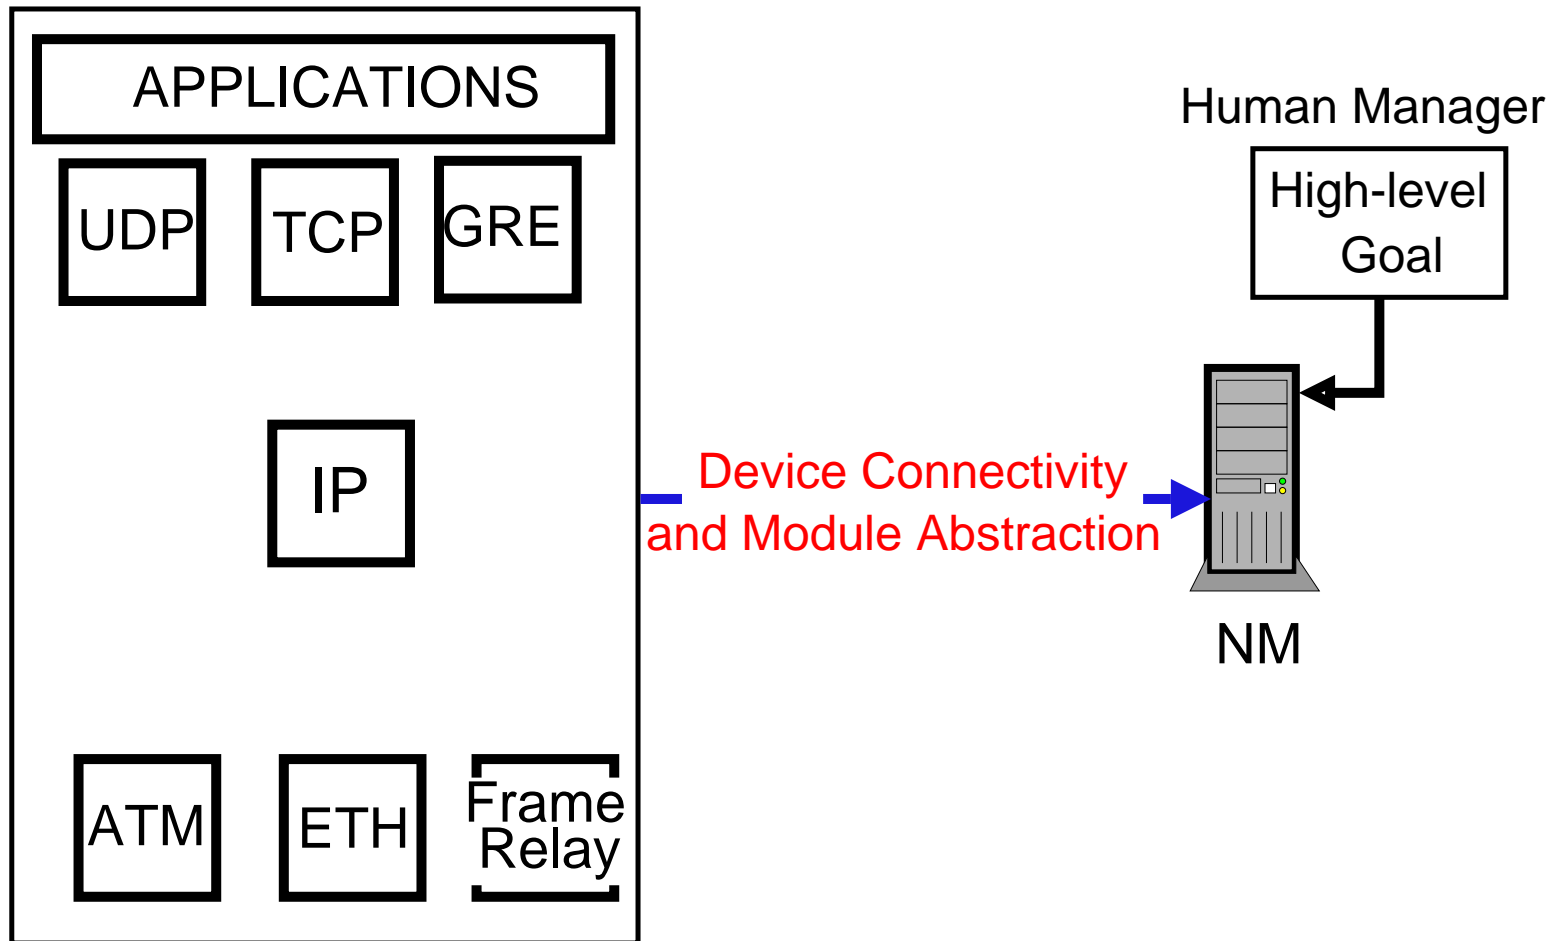 APPLICATIONS
UDP
TCP
GRE
IP
ATM
ETH
Frame
Relay
Device Connectivity
and Module Abstraction
Human Manager
High-level
Goal
NM